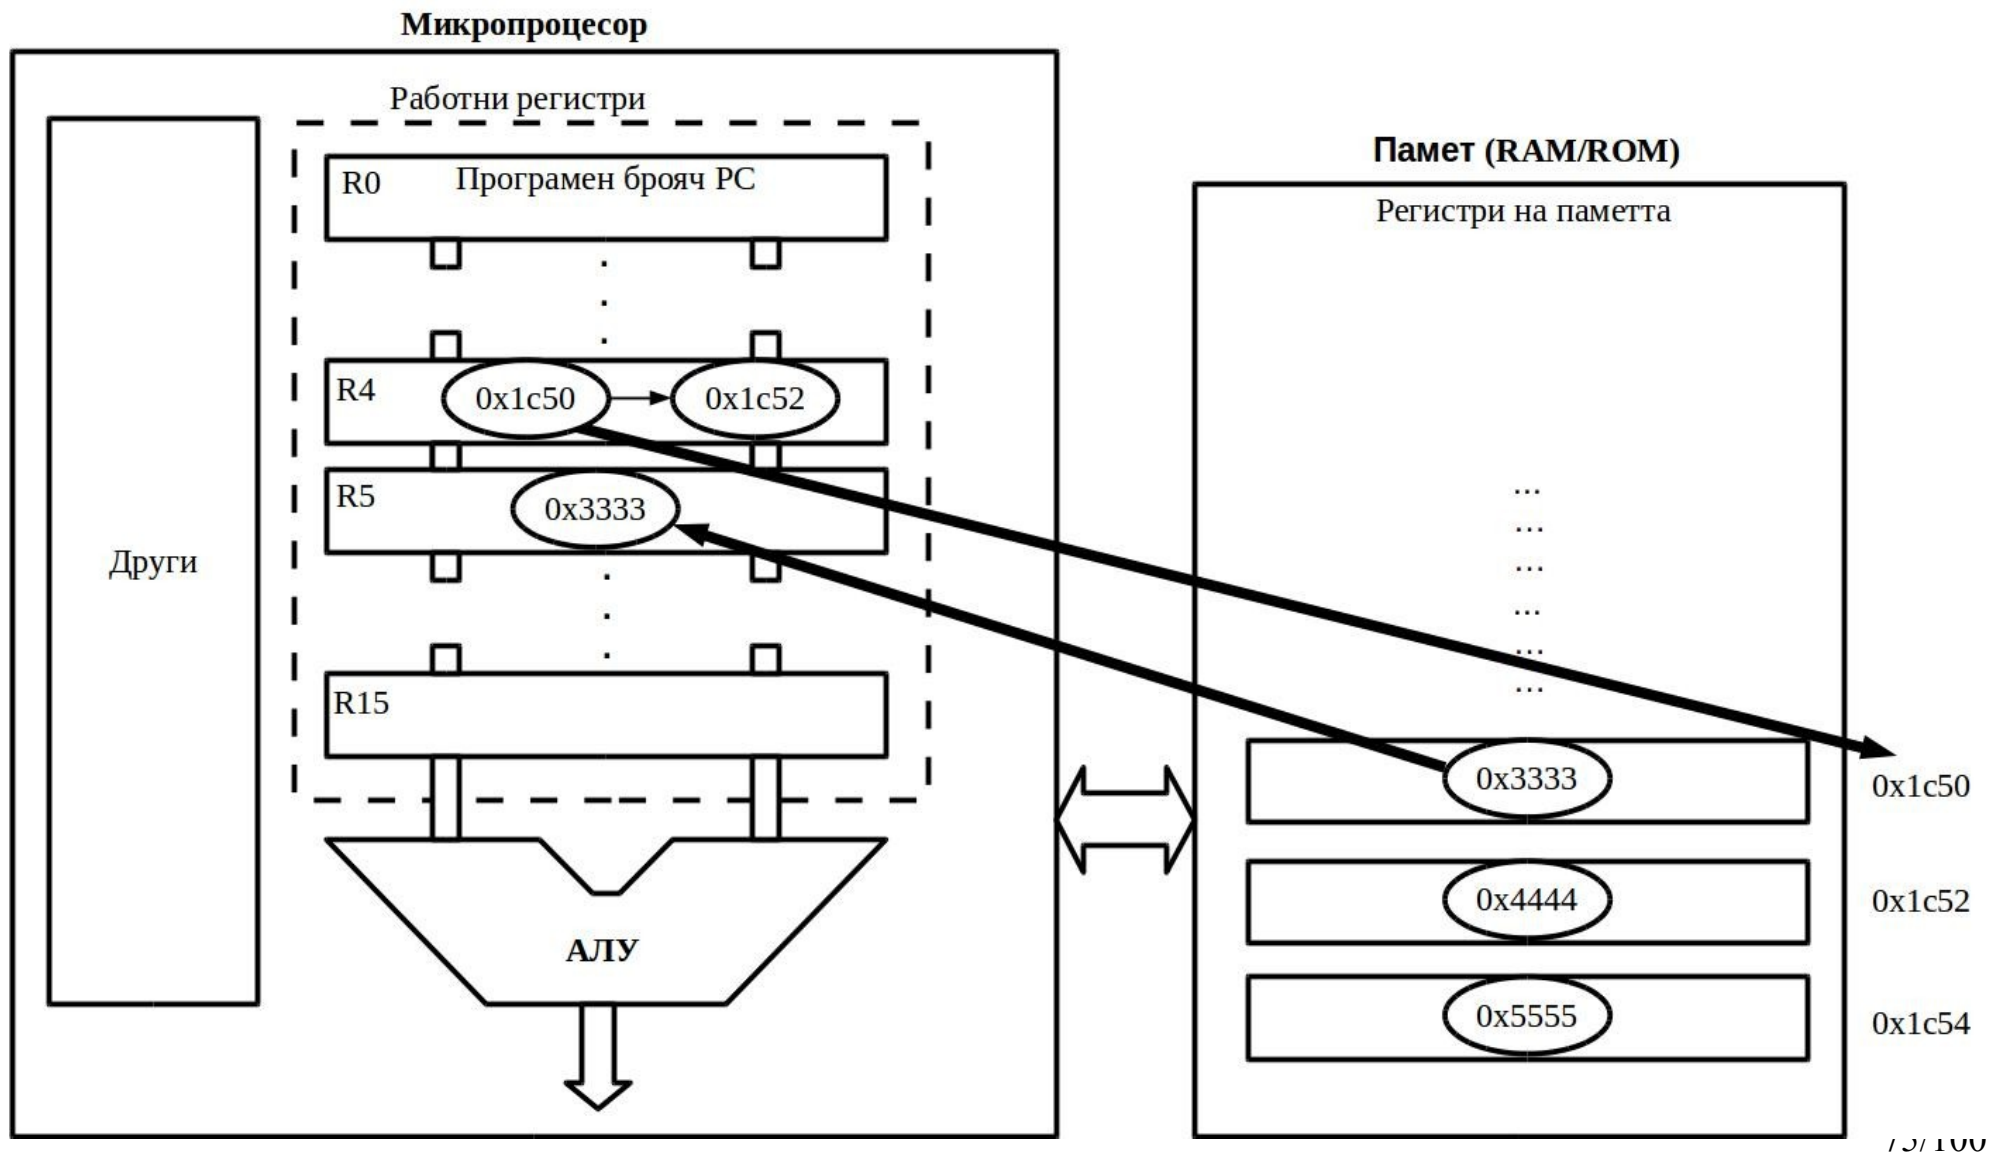 Микропроцесор
Работни регистри
Памет (RAM/ROM)
R0 Програмен брояч PC
Регистри на паметта
.
.
.
R4 0x1c50 0x1c52
R5 0x3333
...
...
...
...
...
...
Други
.
.
.
R15
0x3333 0x1c50
0x4444 0x1c52
0x5555 0x1c54
АЛУ